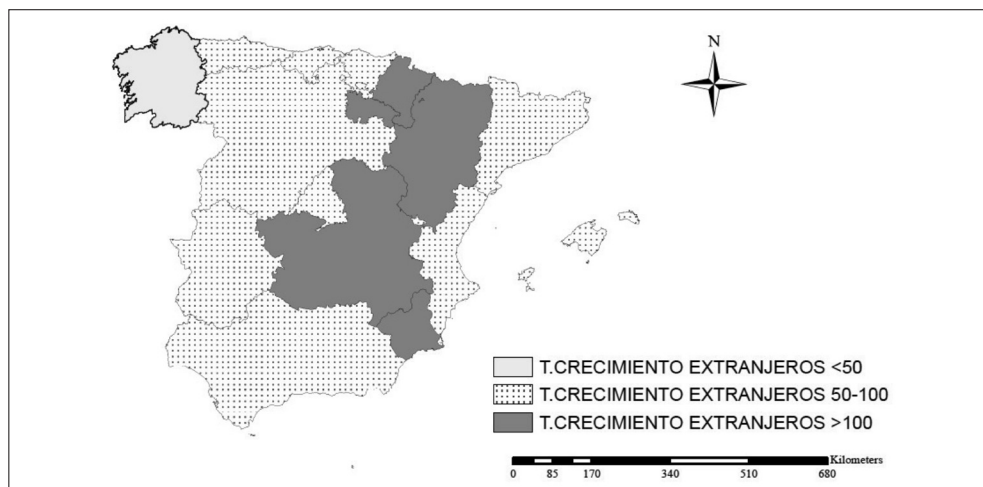 N
T.CRECIMIENTO EXTRANJEROS <50
T.CRECIMIENTO EXTRANJEROS 50-100
T.CRECIMIENTO EXTRANJEROS >100
Kilometers
0 85 170 340 510 680